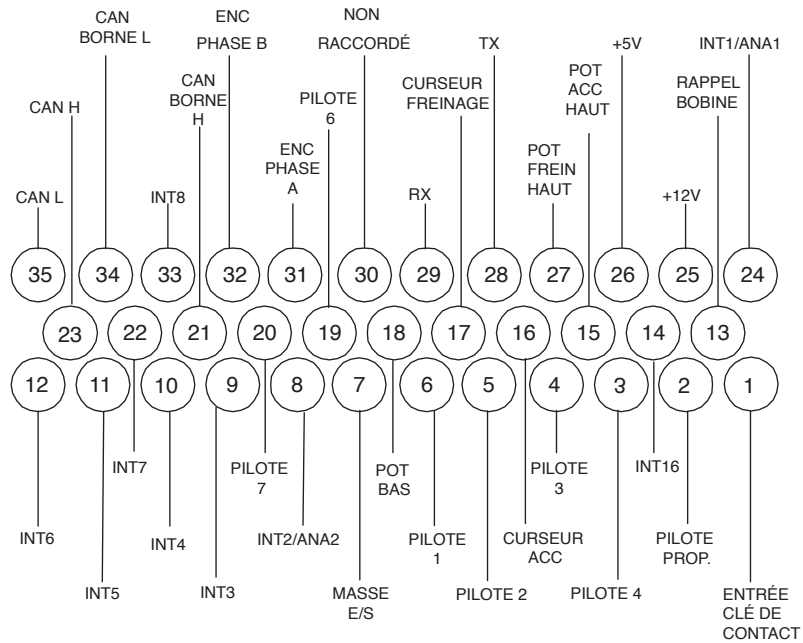 CAN
BORNE L
ENC
PHASE B
NON
RACCORDÉ
TX
+5V
INT1/ANA1
CAN H
CAN
BORNE
H
PILOTE
6
CURSEUR
FREINAGE
POT
ACC
HAUT
RAPPEL
BOBINE
CAN L
INT8
ENC
PHASE
A
RX
POT
FREIN
HAUT
+12V
35 34 33 32 31 30 29 28 27 26 25 24
23 22 21 20 19 18 17 16 15 14 13
12 11 10 9 8 7 6 5 4 3 2 1
INT7
PILOTE
7
POT
BAS
PILOTE
3
INT16
INT6
INT4
INT2/ANA2
PILOTE
1
CURSEUR
ACC
PILOTE
PROP.
INT5
INT3
MASSE
E/S
PILOTE 2
PILOTE 4
ENTRÉE
CLÉ DE
CONTACT